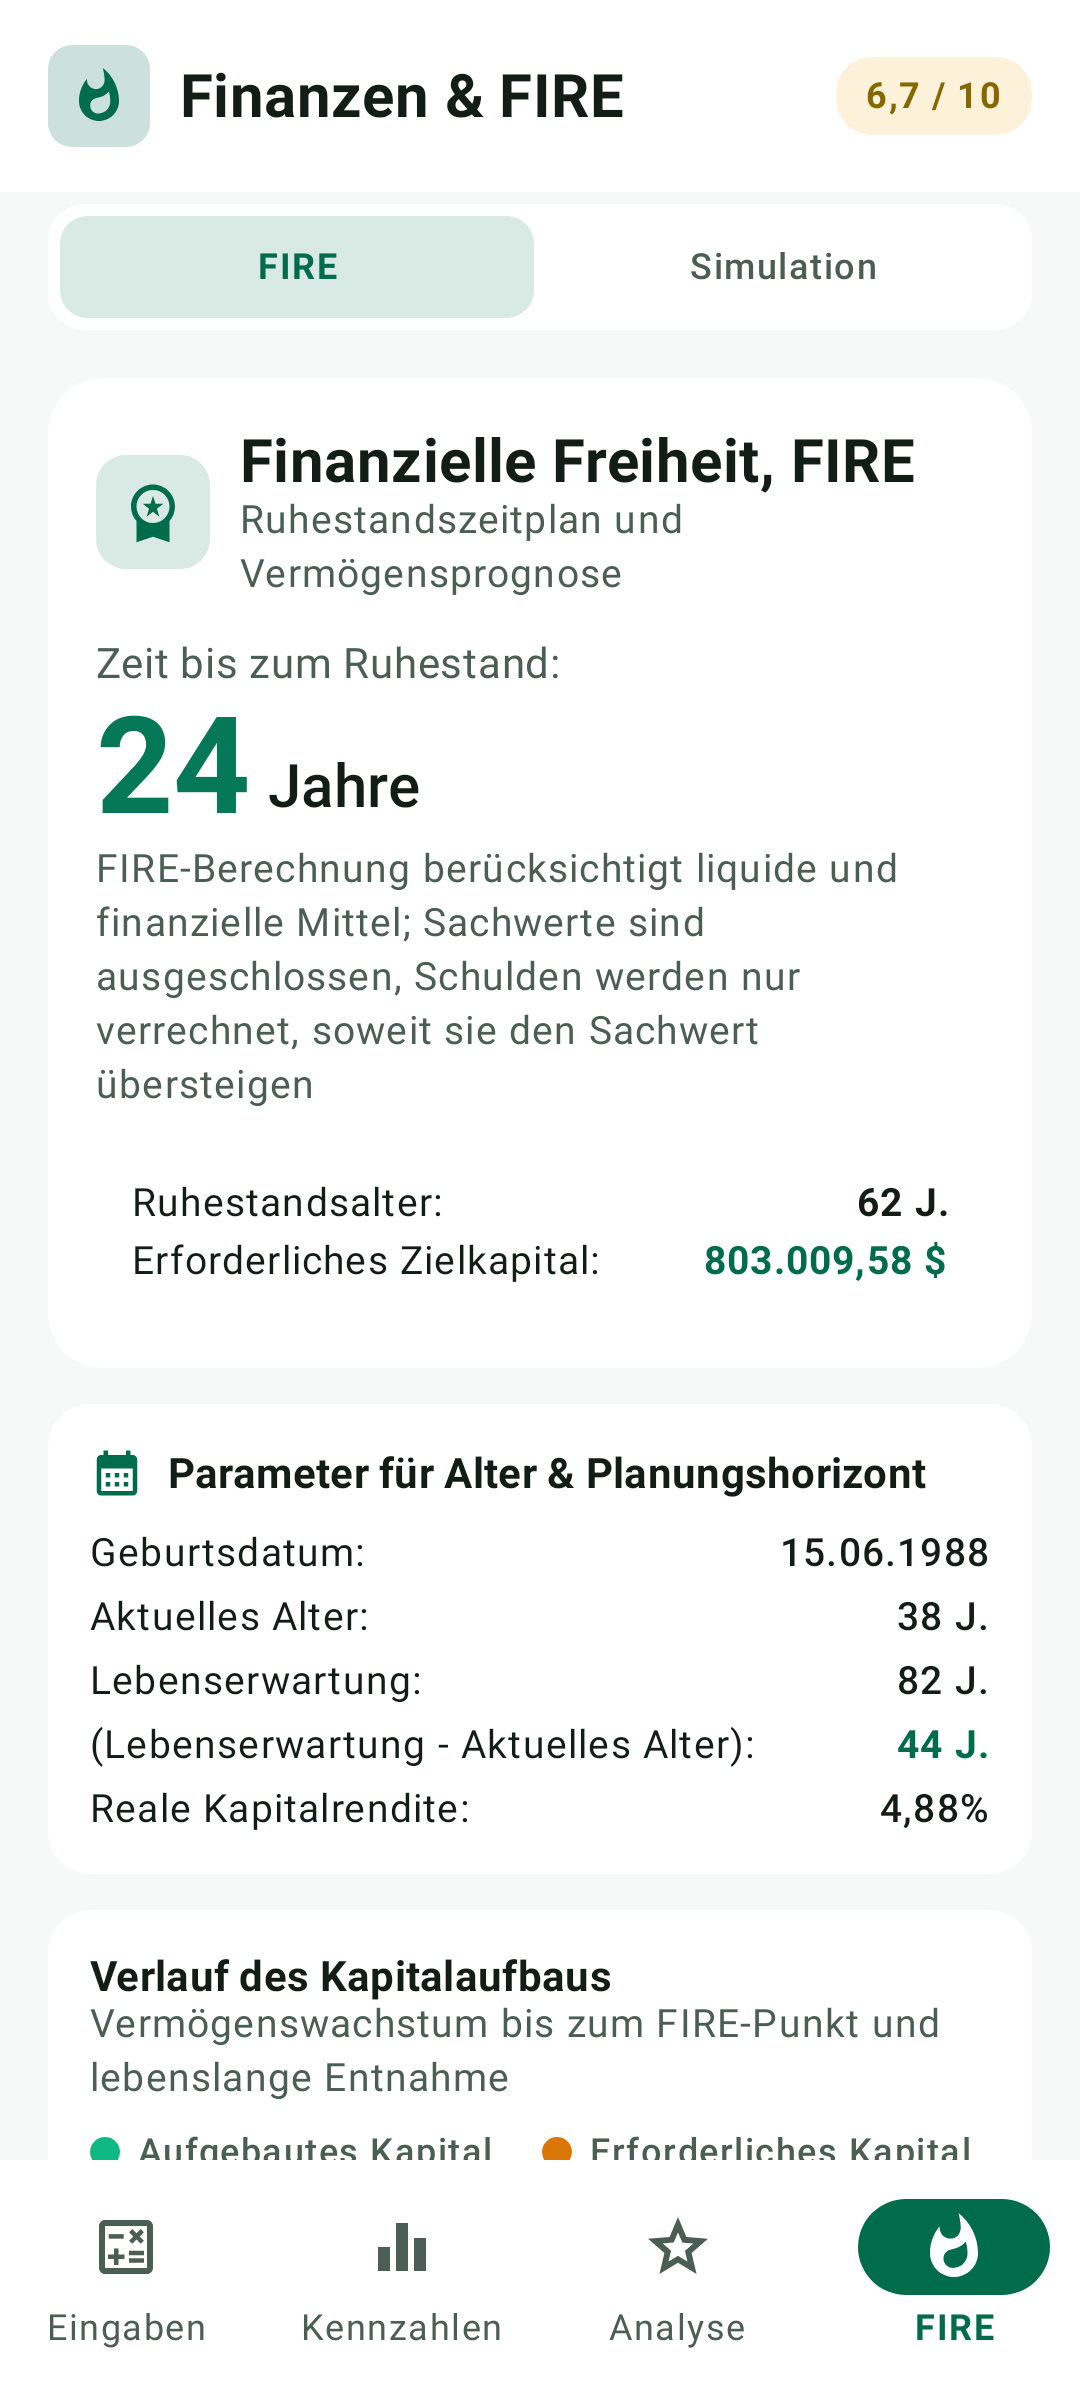 Finanzen & FIRE
6,7 / 10
FIRE
Simulation
Finanzielle Freiheit, FIRE
Ruhestandszeitplan und
Vermögensprognose
Zeit bis zum Ruhestand:
24 Jahre
FIRE-Berechnung berücksichtigt liquide und
finanzielle Mittel; Sachwerte sind
ausgeschlossen, Schulden werden nur
verrechnet, soweit sie den Sachwert
übersteigen
Ruhestandsalter: 62 J.
Erforderliches Zielkapital: 803.009,58 $
Parameter für Alter & Planungshorizont
Geburtsdatum: 15.06.1988
Aktuelles Alter: 38 J.
Lebenserwartung: 82 J.
(Lebenserwartung - Aktuelles Alter): 44 J.
Reale Kapitalrendite: 4,88%
Verlauf des Kapitalaufbaus
Vermögenswachstum bis zum FIRE-Punkt und
lebenslange Entnahme
Aufgebautes Kapital
Erforderliches Kapital
Eingaben
Kennzahlen
Analyse
FIRE